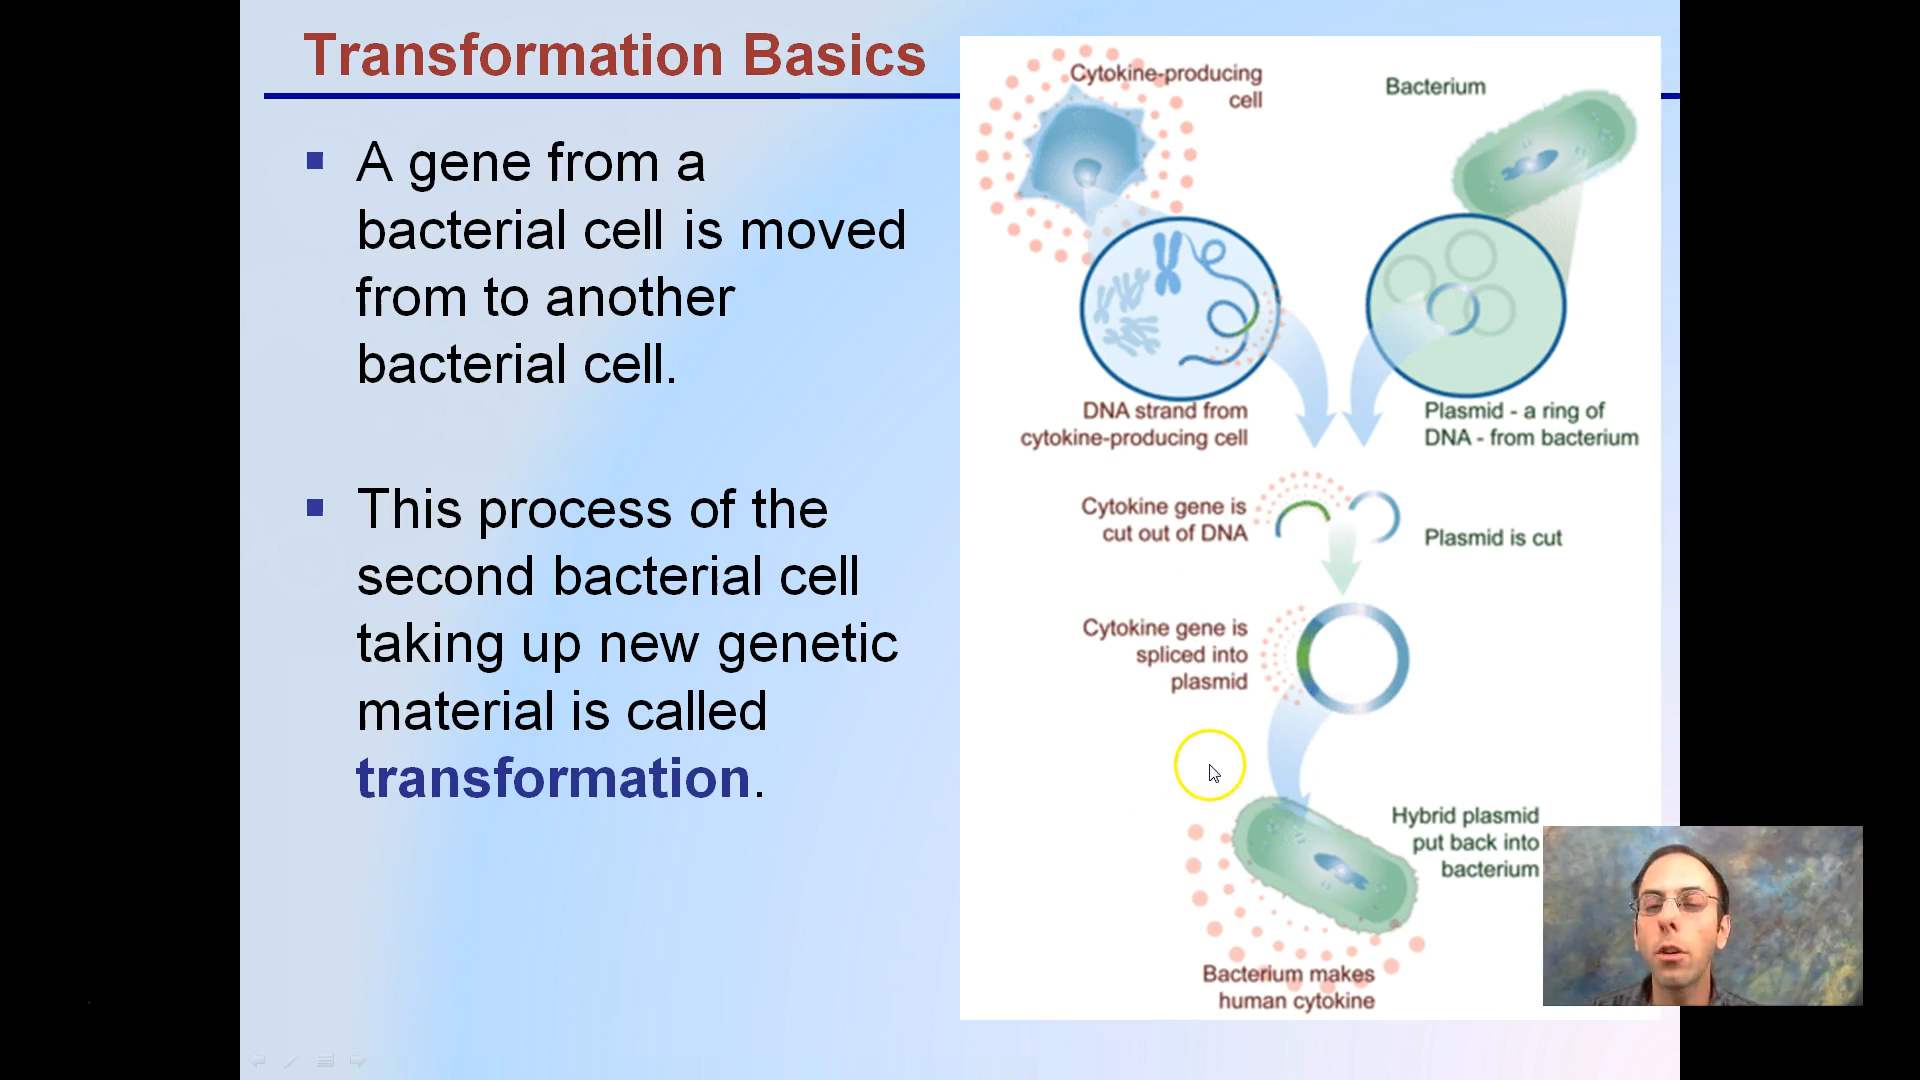 Transformation Basics
A gene from a
bacterial cell is moved
from to another
bacterial cell.
This process of the
second bacterial cell
taking up new genetic
material is called
transformation.
Cytokine-producing
cell
Bacterium
DNA strand from
cytokine-producing cell
Plasmid - a ring of
DNA - from bacterium
Cytokine gene is
cut out of DNA
Plasmid is cut
Cytokine gene is
spliced into
plasmid
Hybrid plasmid
put back into
bacterium
Bacterium makes
human cytokine